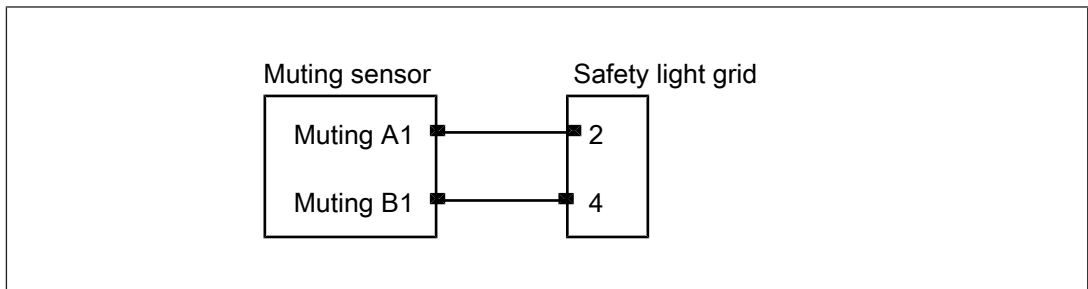 Muting sensor
Safety light grid
Muting A1
2
Muting B1
4